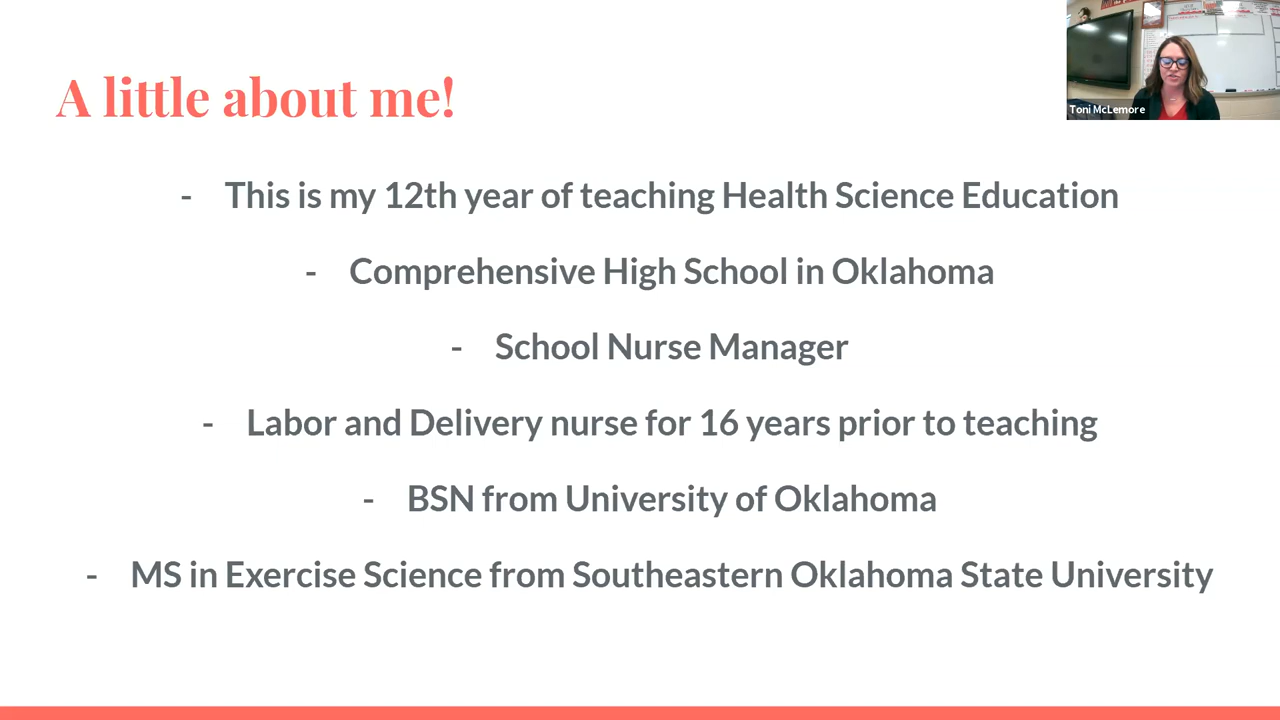 A little about me!
Toni McLemore
- This is my 12th year of teaching Health Science Education
- Comprehensive High School in Oklahoma
- School Nurse Manager
- Labor and Delivery nurse for 16 years prior to teaching
- BSN from University of Oklahoma
- MS in Exercise Science from Southeastern Oklahoma State University